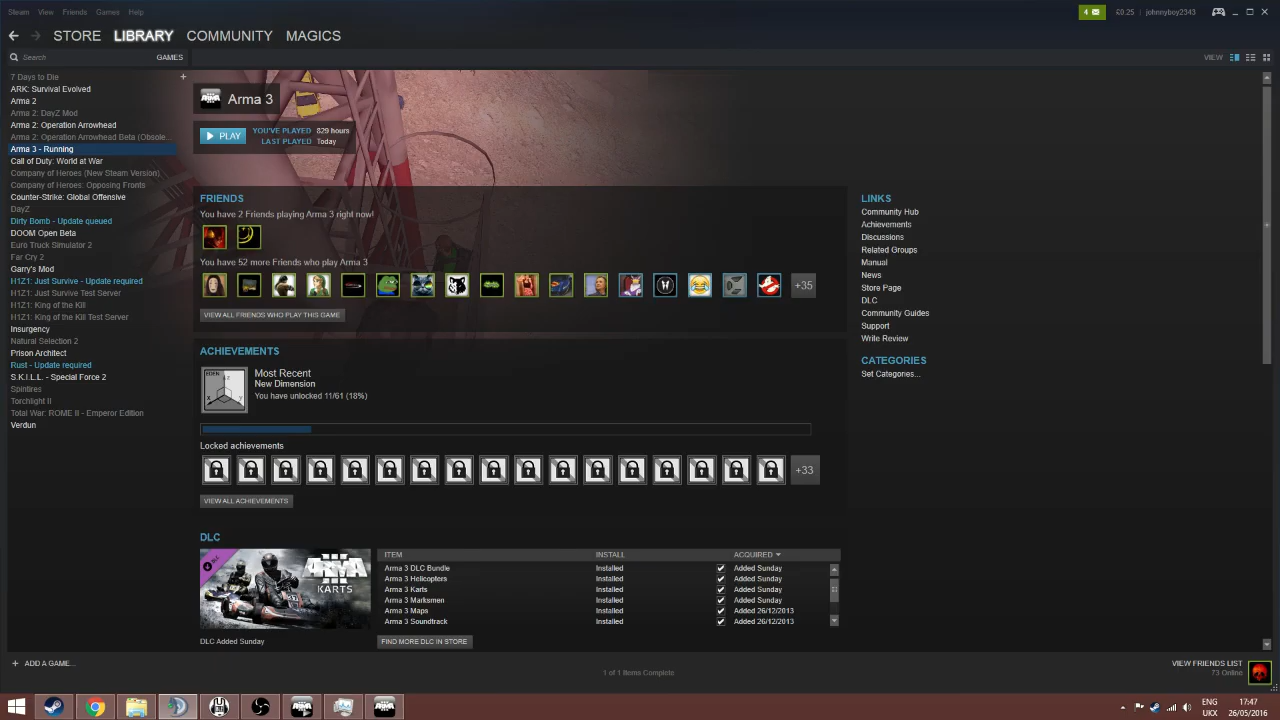 Steam View Friends Games Help
4 £0.25 johnnyboy2343
STORE LIBRARY COMMUNITY MAGICS
Search GAMES VIEW
7 Days to Die
ARK: Survival Evolved
Arma 2
Arma 2: DayZ Mod
Arma 2: Operation Arrowhead
Arma 2: Operation Arrowhead Beta (Obsole...
Arma 3 - Running
Call of Duty: World at War
Company of Heroes (New Steam Version)
Company of Heroes: Opposing Fronts
Counter-Strike: Global Offensive
DayZ
Dirty Bomb - Update queued
DOOM Open Beta
Euro Truck Simulator 2
Far Cry 2
Garry's Mod
H1Z1: Just Survive - Update required
H1Z1: Just Survive Test Server
H1Z1: King of the Kill
H1Z1: King of the Kill Test Server
Insurgency
Natural Selection 2
Prison Architect
Rust - Update required
S.K.I.L.L. - Special Force 2
Spintires
Torchlight II
Total War: ROME II - Emperor Edition
Verdun
Arma 3
PLAY
YOU'VE PLAYED 829 hours
LAST PLAYED Today
FRIENDS
You have 2 Friends playing Arma 3 right now!
You have 52 more Friends who play Arma 3
+35
VIEW ALL FRIENDS WHO PLAY THIS GAME
ACHIEVEMENTS
EDEN
Most Recent
New Dimension
You have unlocked 11/61 (18%)
Locked achievements
+33
VIEW ALL ACHIEVEMENTS
DLC
DLC
ARMA III
KARTS
DLC Added Sunday
ITEM INSTALL ACQUIRED
Arma 3 DLC Bundle Installed Added Sunday
Arma 3 Helicopters Installed Added Sunday
Arma 3 Karts Installed Added Sunday
Arma 3 Marksmen Installed Added Sunday
Arma 3 Maps Installed Added 26/12/2013
Arma 3 Soundtrack Installed Added 26/12/2013
FIND MORE DLC IN STORE
LINKS
Community Hub
Achievements
Discussions
Related Groups
Manual
News
Store Page
DLC
Community Guides
Support
Write Review
CATEGORIES
Set Categories...
+ ADD A GAME...
1 of 1 Items Complete
VIEW FRIENDS LIST
73 Online
ENG
UKX
17:47
26/05/2016